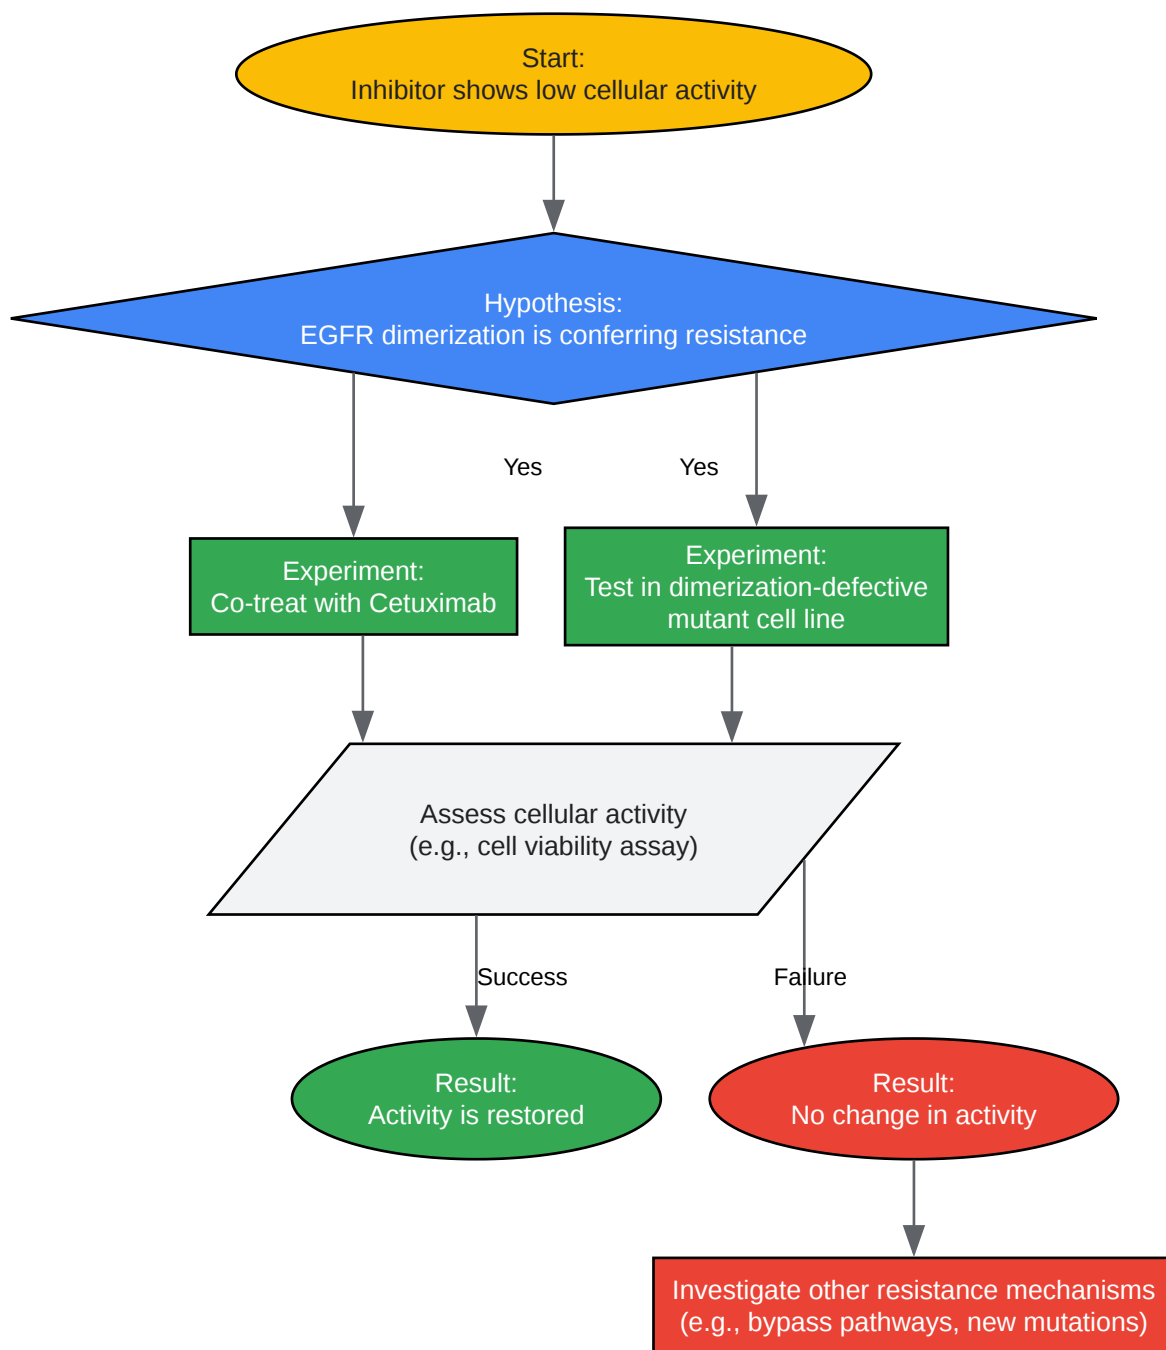 Start:
Inhibitor shows low cellular activity
Hypothesis:
EGFR dimerization is conferring resistance
Yes
Yes
Experiment:
Co-treat with Cetuximab
Experiment:
Test in dimerization-defective
mutant cell line
Assess cellular activity
(e.g., cell viability assay)
Success
Failure
Result:
Activity is restored
Result:
No change in activity
Investigate other resistance mechanisms
(e.g., bypass pathways, new mutations)